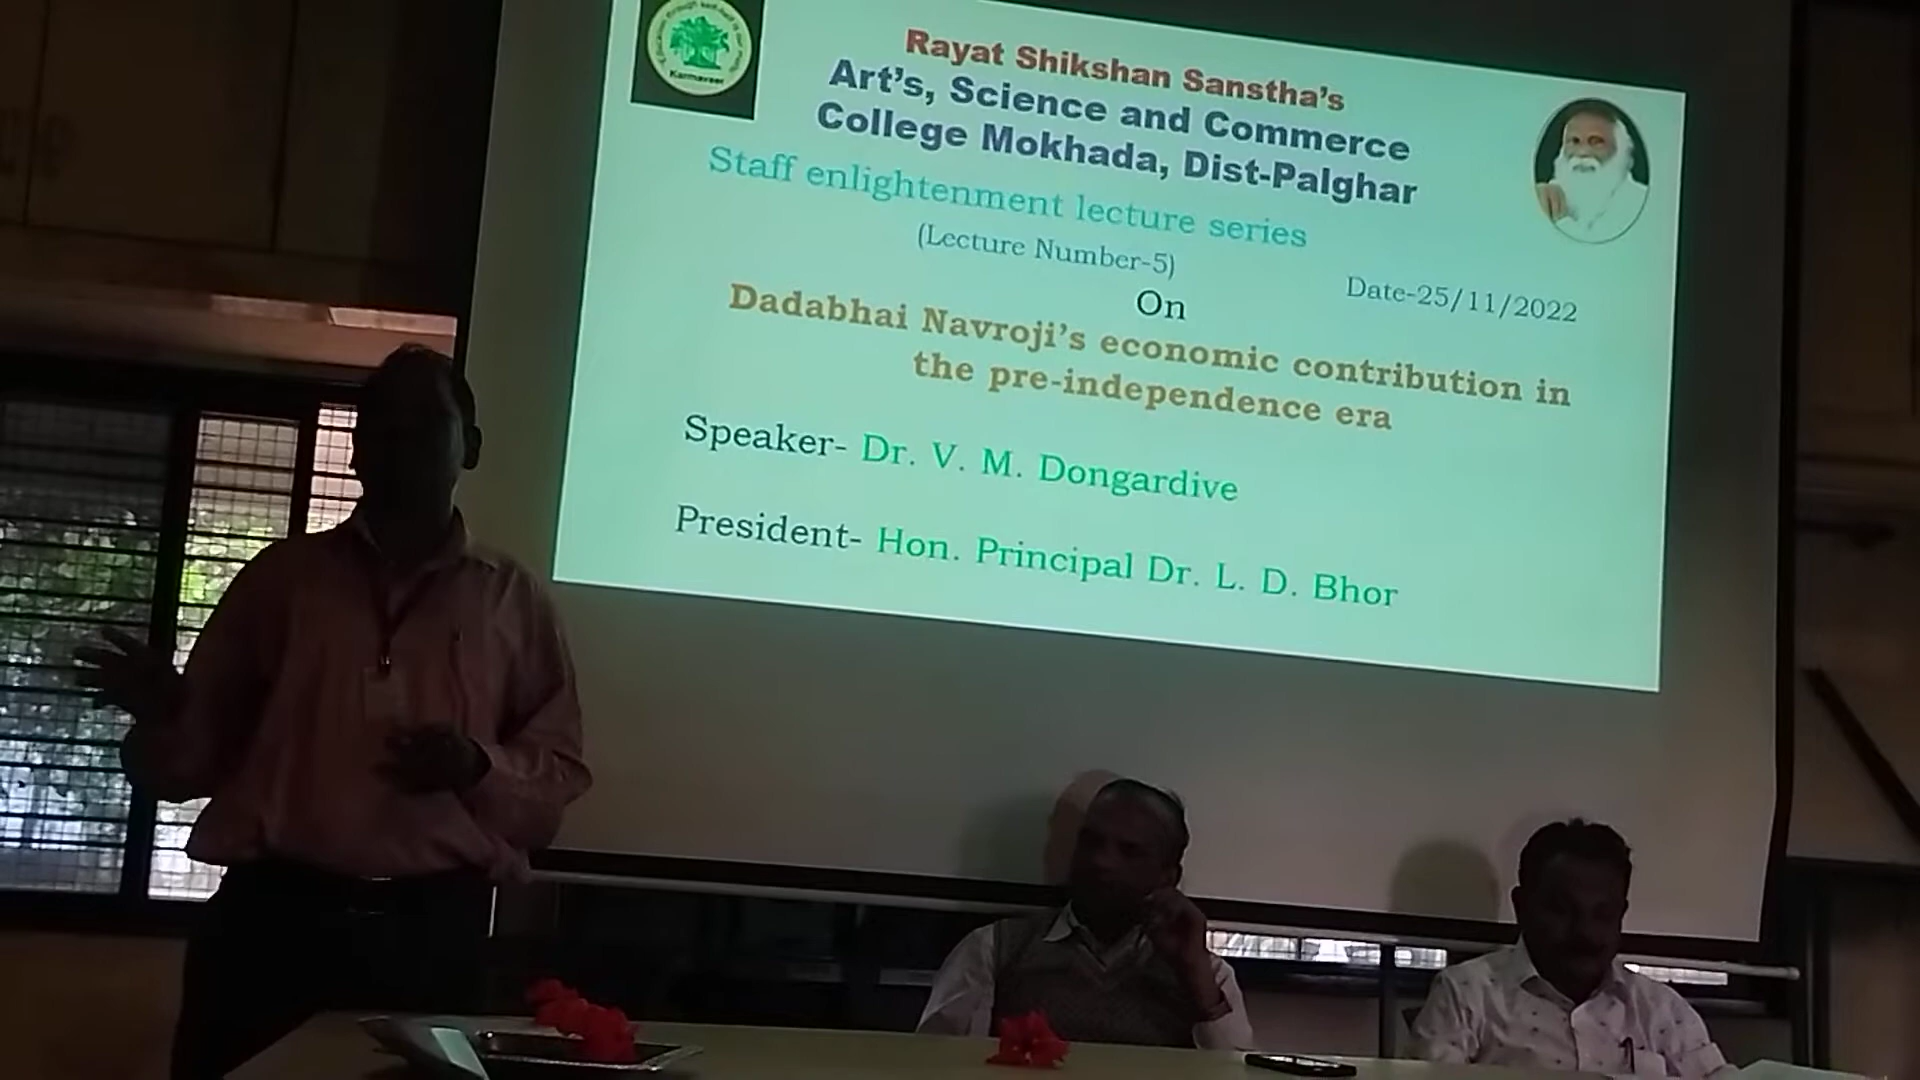 Rayat Shikshan Sanstha's
Art's, Science and Commerce
College Mokhada, Dist-Palghar
Staff enlightenment lecture series
(Lecture Number-5)
Date-25/11/2022
On
Dadabhai Navroji's economic contribution in
the pre-independence era
Speaker- Dr. V. M. Dongardive
President- Hon. Principal Dr. L. D. Bhor
Karmaveer